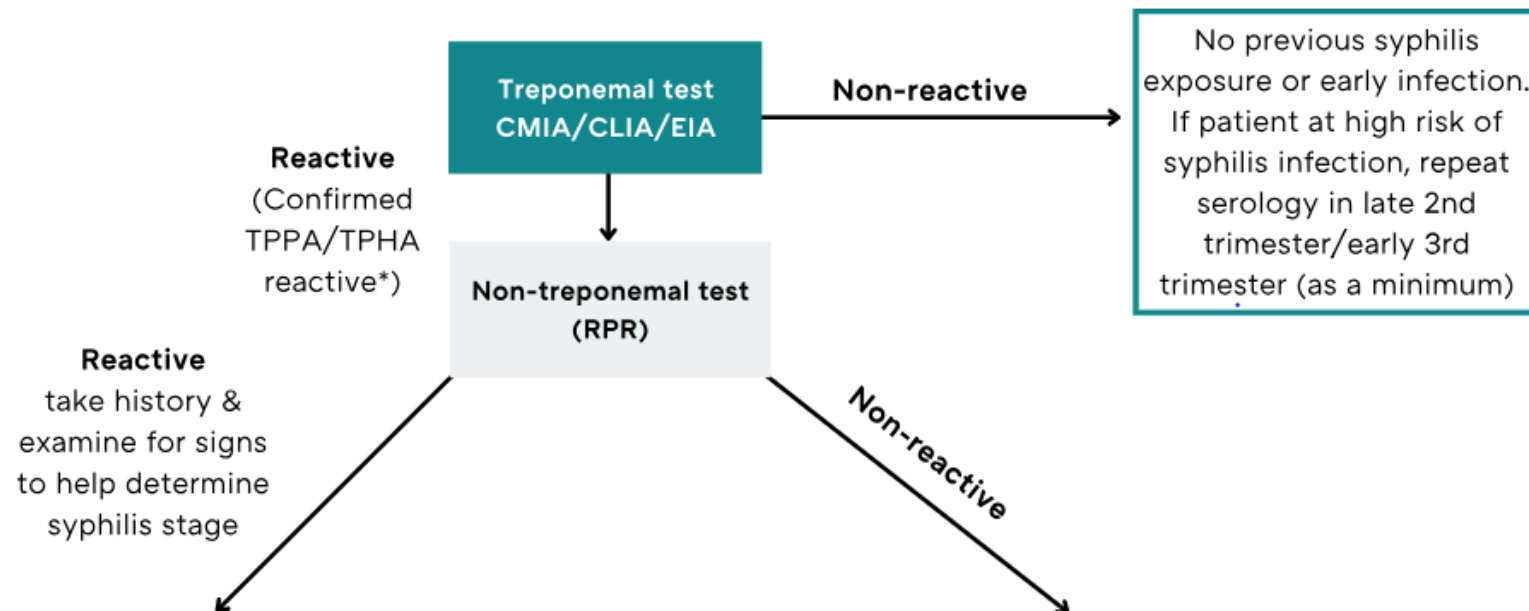 Treponemal test
CMIA/CLIA/EIA
Non-reactive
No previous syphilis
exposure or early infection.
If patient at high risk of
syphilis infection, repeat
serology in late 2nd
trimester/early 3rd
trimester (as a minimum)
Reactive
(Confirmed
TPPA/TPHA
reactive*)
Non-treponemal test
(RPR)
Reactive
take history &
examine for signs
to help determine
syphilis stage
Non-reactive